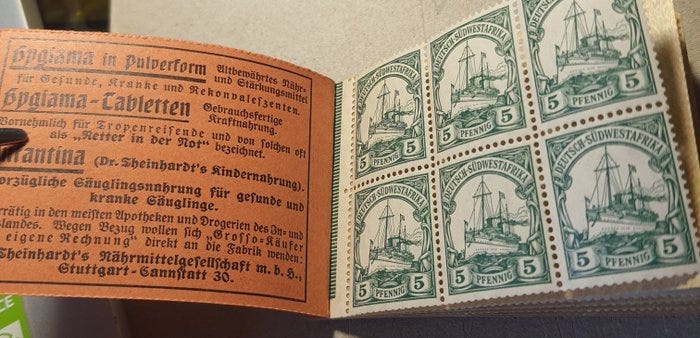 Hygiama in Pulverform Altbewährtes Nähr-
und Stärkungsmittel
für Gesunde, Kranke und Rekonvaleszenten.
Hygiama-Tabletten Gebrauchsfertige
Kraftnahrung.
Vornehmlich für Tropenreisende und von solchen oft
als „Retter in der Not" bezeichnet.
fantina (Dr. Theinhardt's Kindernahrung).
orzügliche Säuglingsnahrung für gesunde und
kranke Säuglinge.
rrätig in den meisten Apotheken und Drogerien des In- und
slandes. Wegen Bezug wollen sich „Grosso-Käufer
eigene Rechnung" direkt an die Fabrik wenden:
Theinhardt's Nährmittelgesellschaft m. b. H.,
Stuttgart-Cannstatt 30.
DEUTSCH-SÜDWESTAFRIKA
5 PFENNIG 5
DEUTSCH-SÜDWESTAFRIKA
5 PFENNIG 5
DEUTSCH-SÜDWESTAFRIKA
5 PFENNIG 5
DEUTSCH-SÜDWESTAFRIKA
5 PFENNIG 5
DEUTSCH-SÜDWESTAFRIKA
5 PFENNIG 5
DEUTSCH-SÜDWESTAFRIKA
5 PFENNIG 5